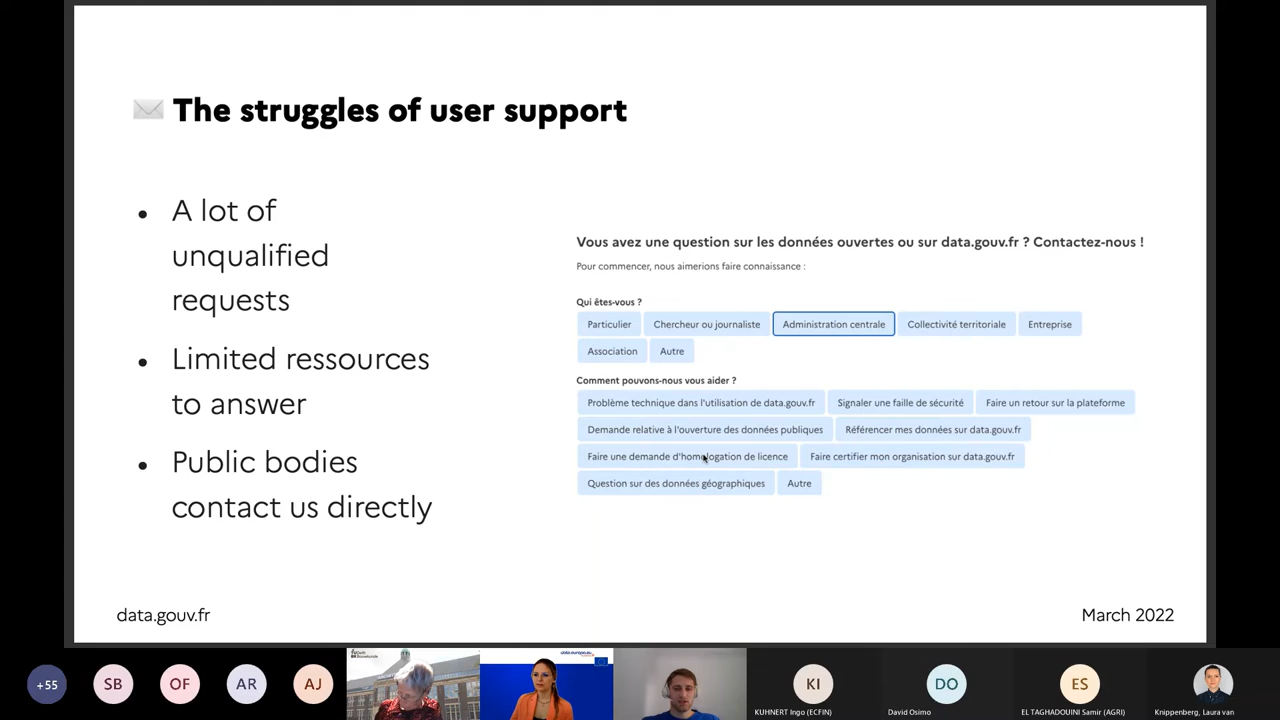 The struggles of user support
A lot of
unqualified
requests
Limited ressources
to answer
Public bodies
contact us directly
Vous avez une question sur les données ouvertes ou sur data.gouv.fr ? Contactez-nous !
Pour commencer, nous aimerions faire connaissance :
Qui êtes-vous ?
Particulier Chercheur ou journaliste Administration centrale Collectivité territoriale Entreprise
Association Autre
Comment pouvons-nous vous aider ?
Problème technique dans l'utilisation de data.gouv.fr Signaler une faille de sécurité Faire un retour sur la plateforme
Demande relative à l'ouverture des données publiques Référencer mes données sur data.gouv.fr
Faire une demande d'homologation de licence Faire certifier mon organisation sur data.gouv.fr
Question sur des données géographiques Autre
data.gouv.fr March 2022
+55 SB OF AR AJ data.europa.eu KI DO ES
KUHNERT Ingo (ECFIN) David Osimo EL TAGHADOUINI Samir (AGRI) Knippenberg, Laura van